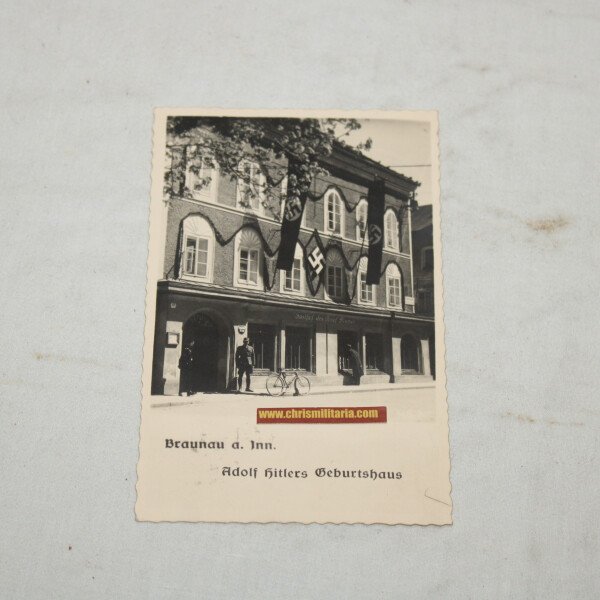 www.chrismilitaria.com
Braunau a. Inn.
Adolf Hitlers Geburtshaus